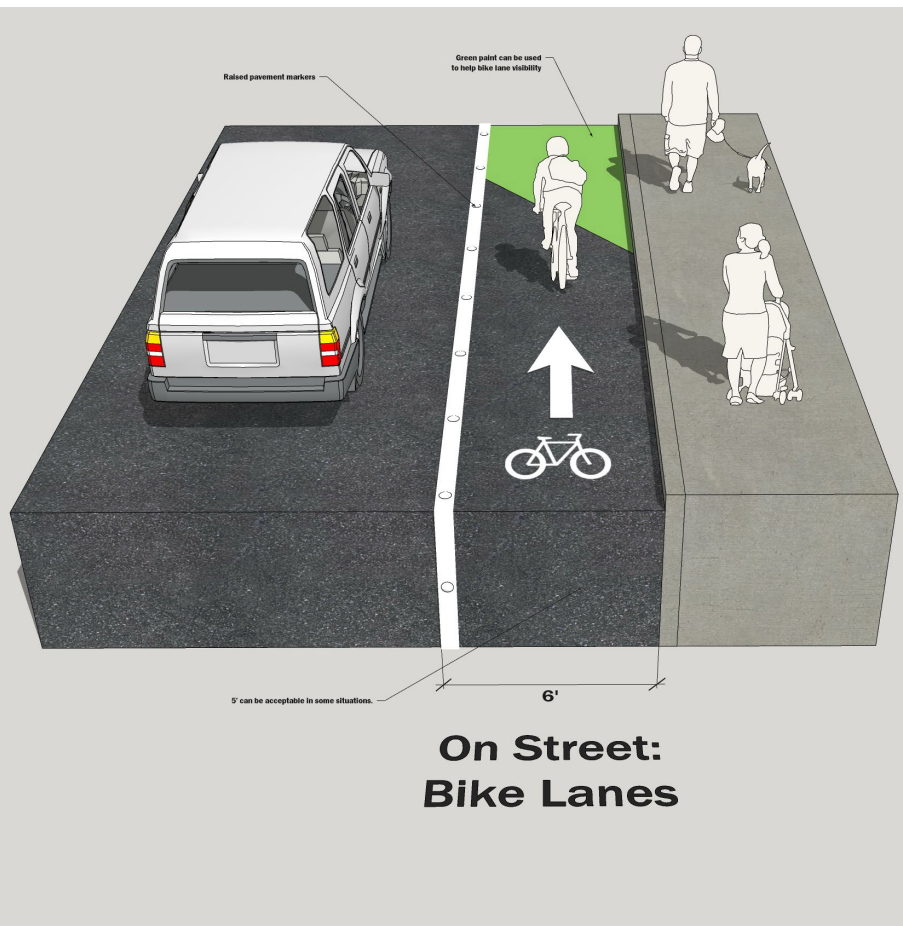 Green paint can be used
to help bike lane visibility
Raised pavement markers
5' can be acceptable in some situations.
6'
On Street:
Bike Lanes